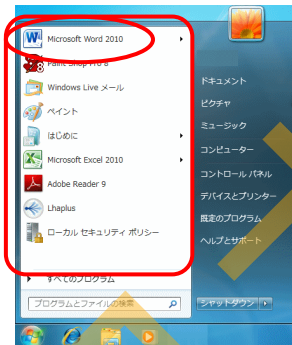 Microsoft Word 2010
Paint Shop Pro 8
Windows Live メール
ペイント
はじめに
Microsoft Excel 2010
Adobe Reader 9
Lhaplus
ローカル セキュリティ ポリシー
すべてのプログラム
プログラムとファイルの検索
ドキュメント
ピクチャ
ミュージック
コンピューター
コントロール パネル
デバイスとプリンター
既定のプログラム
ヘルプとサポート
シャットダウン